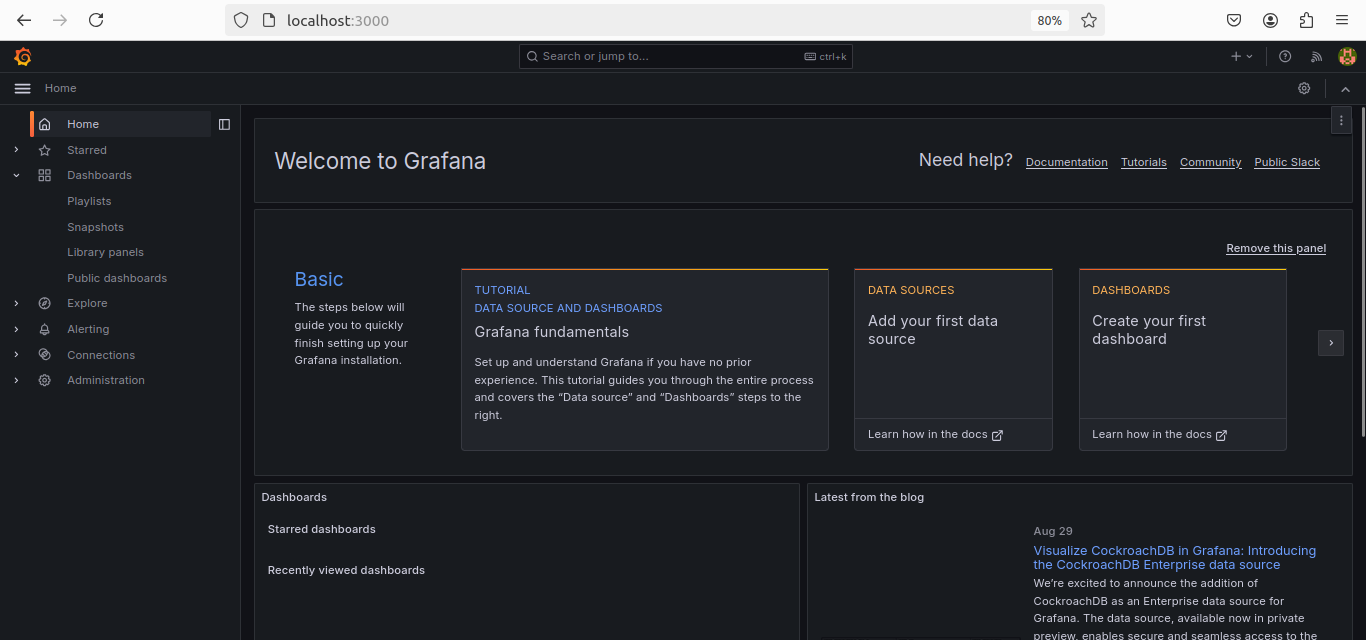 localhost:3000
80%
Search or jump to...
ctrl+k
Home
Home
Starred
Dashboards
Playlists
Snapshots
Library panels
Public dashboards
Explore
Alerting
Connections
Administration
Welcome to Grafana
Need help?
Documentation
Tutorials
Community
Public Slack
Remove this panel
Basic
The steps below will
guide you to quickly
finish setting up your
Grafana installation.
TUTORIAL
DATA SOURCE AND DASHBOARDS
Grafana fundamentals
Set up and understand Grafana if you have no prior
experience. This tutorial guides you through the entire process
and covers the “Data source” and “Dashboards” steps to the
right.
DATA SOURCES
Add your first data
source
Learn how in the docs
DASHBOARDS
Create your first
dashboard
Learn how in the docs
Dashboards
Starred dashboards
Recently viewed dashboards
Latest from the blog
Aug 29
Visualize CockroachDB in Grafana: Introducing
the CockroachDB Enterprise data source
We’re excited to announce the addition of
CockroachDB as an Enterprise data source for
Grafana. The data source, available now in private
preview, enables secure and seamless access to the